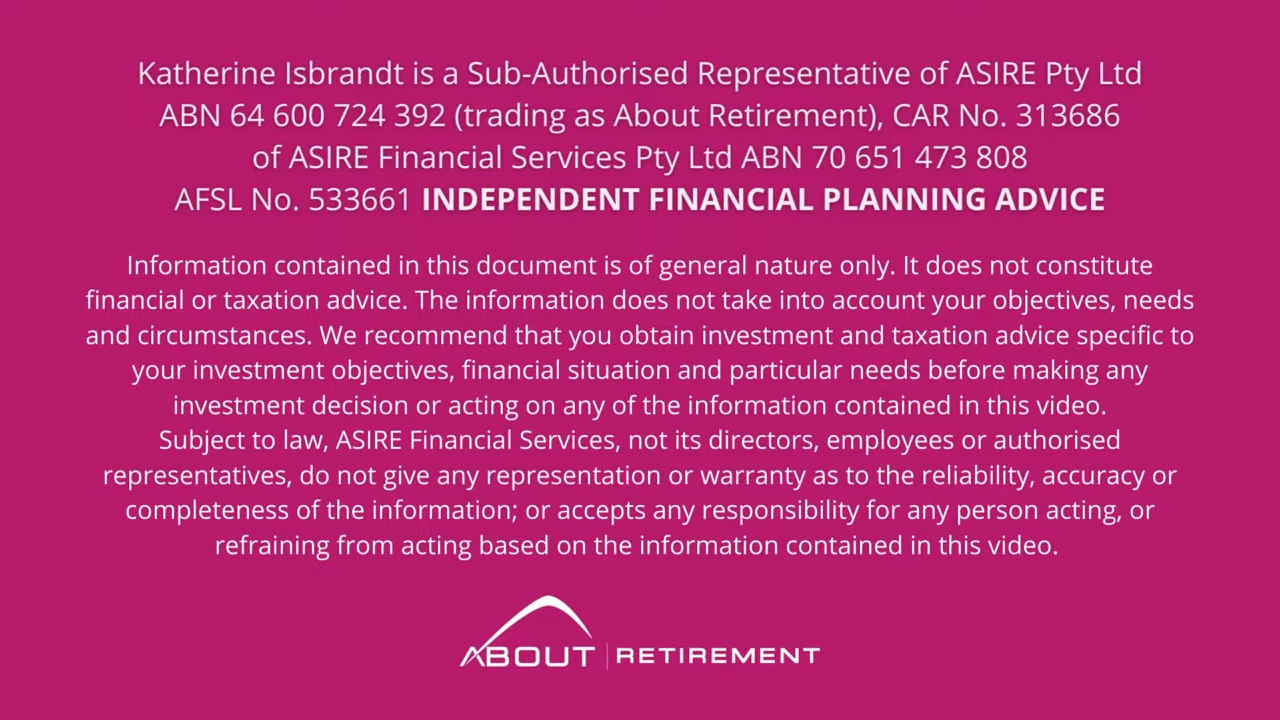 Katherine Isbrandt is a Sub-Authorised Representative of ASIRE Pty Ltd
ABN 64 600 724 392 (trading as About Retirement), CAR No. 313686
of ASIRE Financial Services Pty Ltd ABN 70 651 473 808
AFSL No. 533661 INDEPENDENT FINANCIAL PLANNING ADVICE
Information contained in this document is of general nature only. It does not constitute
financial or taxation advice. The information does not take into account your objectives, needs
and circumstances. We recommend that you obtain investment and taxation advice specific to
your investment objectives, financial situation and particular needs before making any
investment decision or acting on any of the information contained in this video.
Subject to law, ASIRE Financial Services, not its directors, employees or authorised
representatives, do not give any representation or warranty as to the reliability, accuracy or
completeness of the information; or accepts any responsibility for any person acting, or
refraining from acting based on the information contained in this video.
ABOUT RETIREMENT